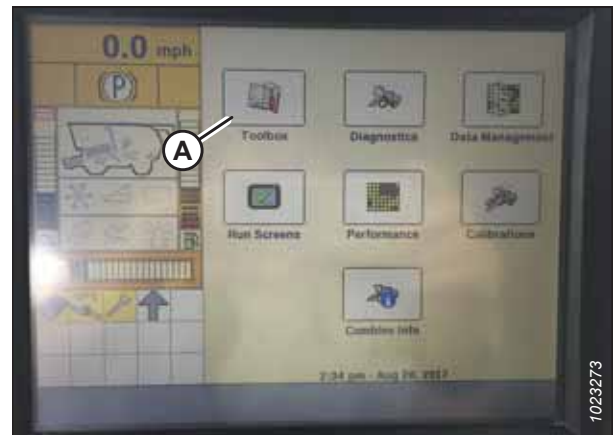 0.0 mph
(P)
A
Toolbox
Diagnostics
Data Management
Run Screens
Performance
Calibrations
Combine Info
2:34 pm - Aug 20, 2017
1023273